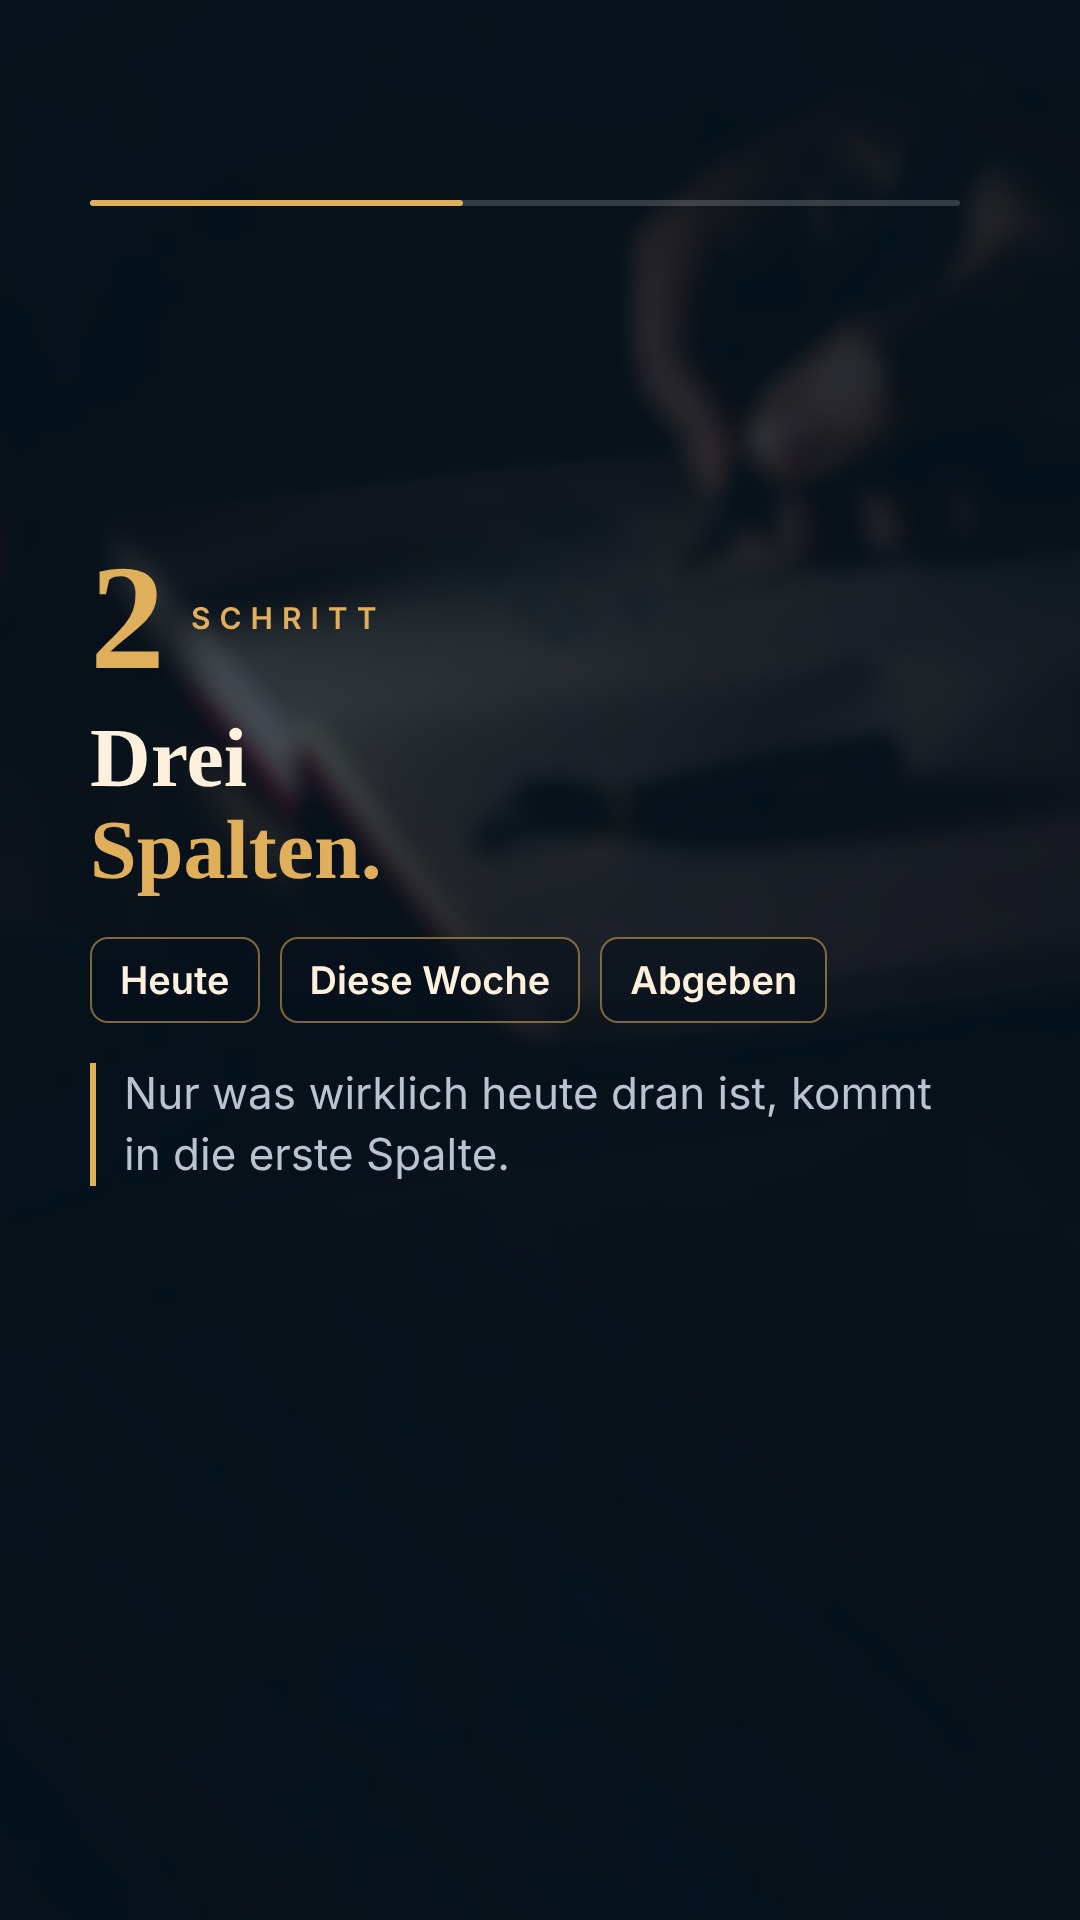 2 SCHRITT
Drei
Spalten.
Heute Diese Woche Abgeben
Nur was wirklich heute dran ist, kommt
in die erste Spalte.